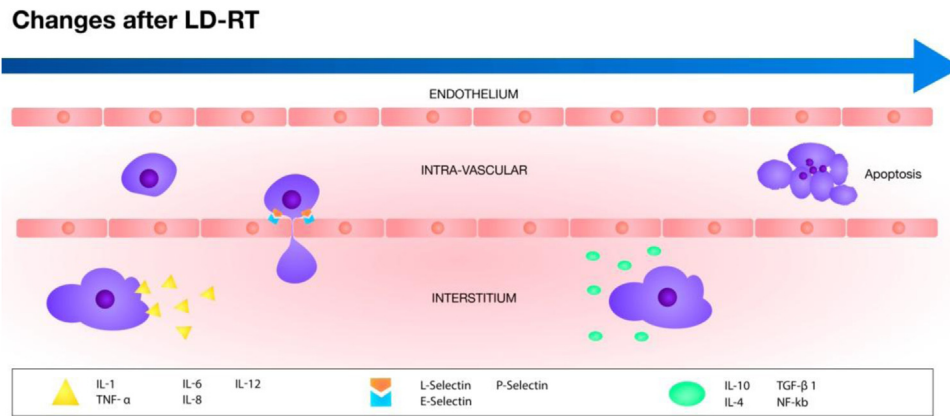 Changes after LD-RT
ENDOTHELIUM
INTRA-VASCULAR
Apoptosis
INTERSTITIUM
IL-1 IL-6 IL-12
TNF- α IL-8
L-Selectin P-Selectin
E-Selectin
IL-10 TGF-β 1
IL-4 NF-kb